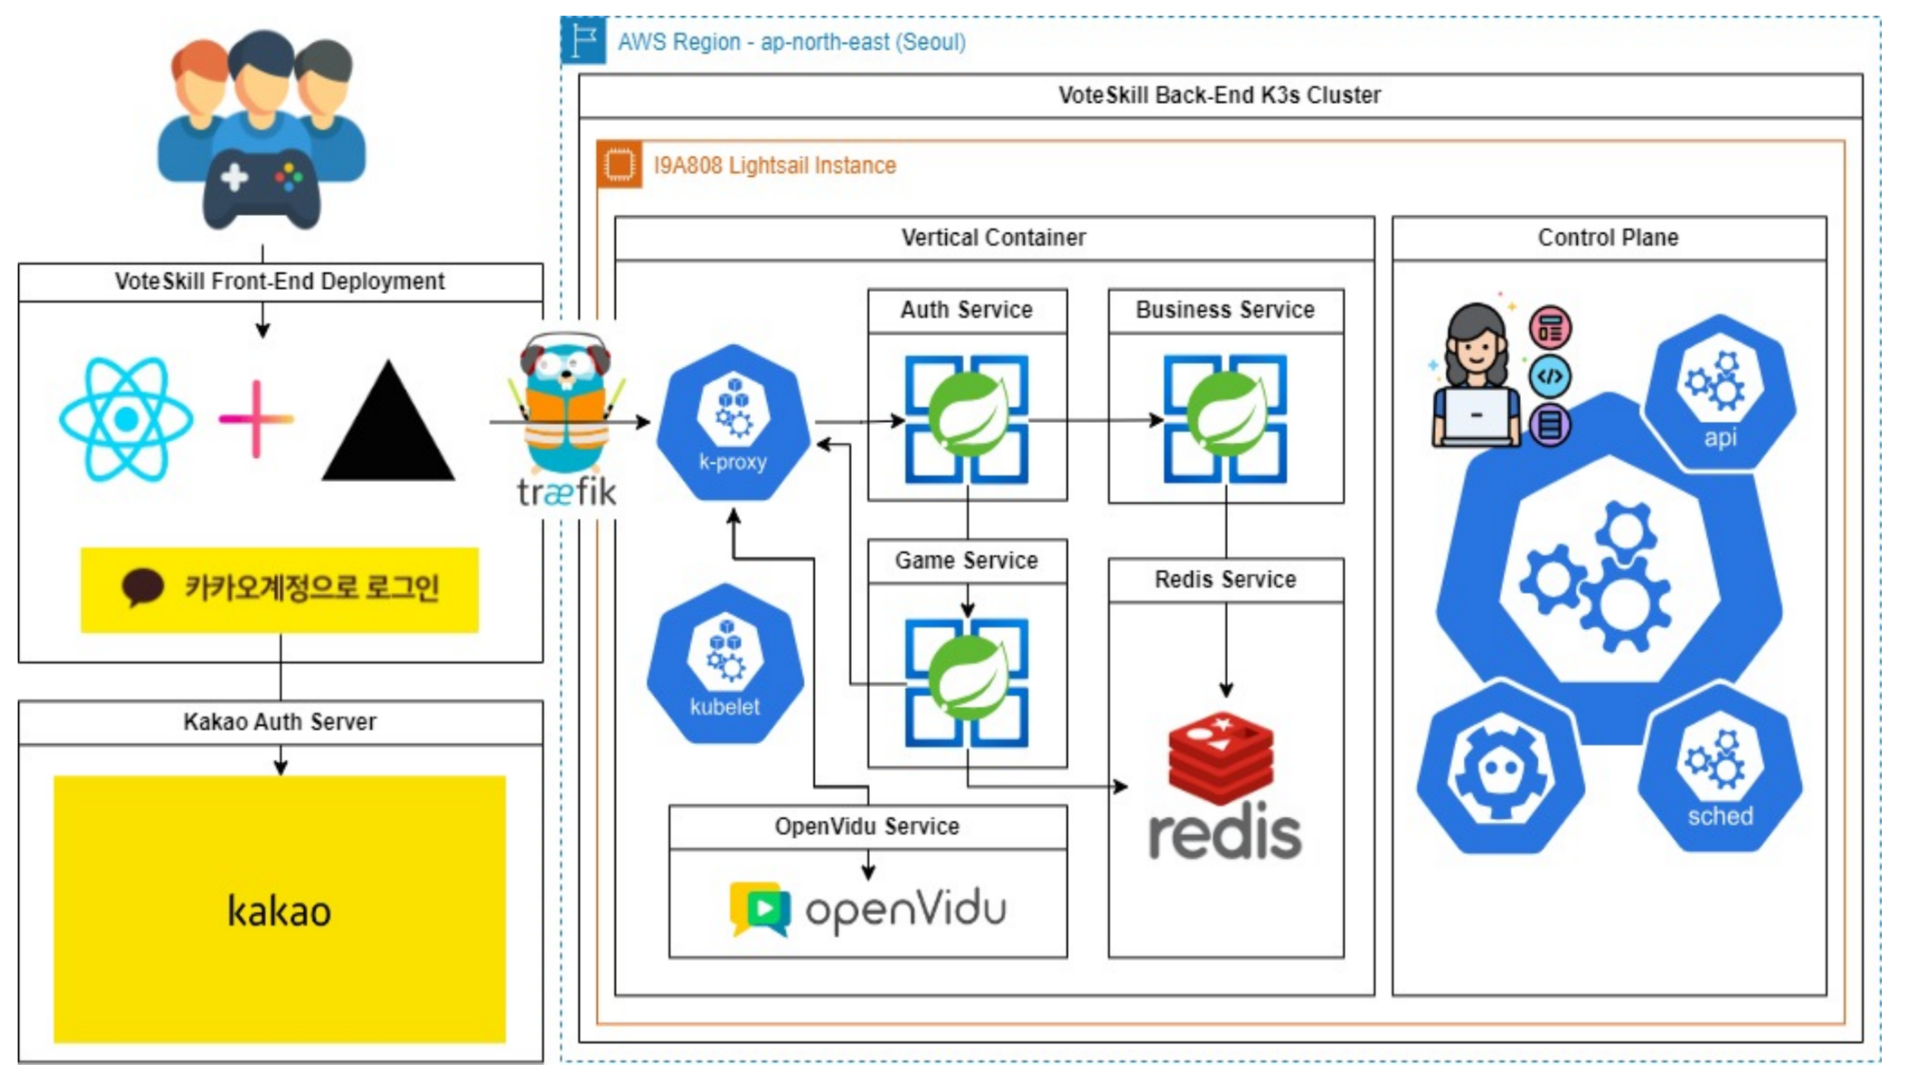 AWS Region - ap-north-east (Seoul)
VoteSkill Back-End K3s Cluster
I9A808 Lightsail Instance
Vertical Container
Control Plane
VoteSkill Front-End Deployment
Auth Service
Business Service
træfik
k-proxy
api
카카오계정으로 로그인
Game Service
Redis Service
kubelet
Kakao Auth Server
kakao
OpenVidu Service
openVidu
redis
sched